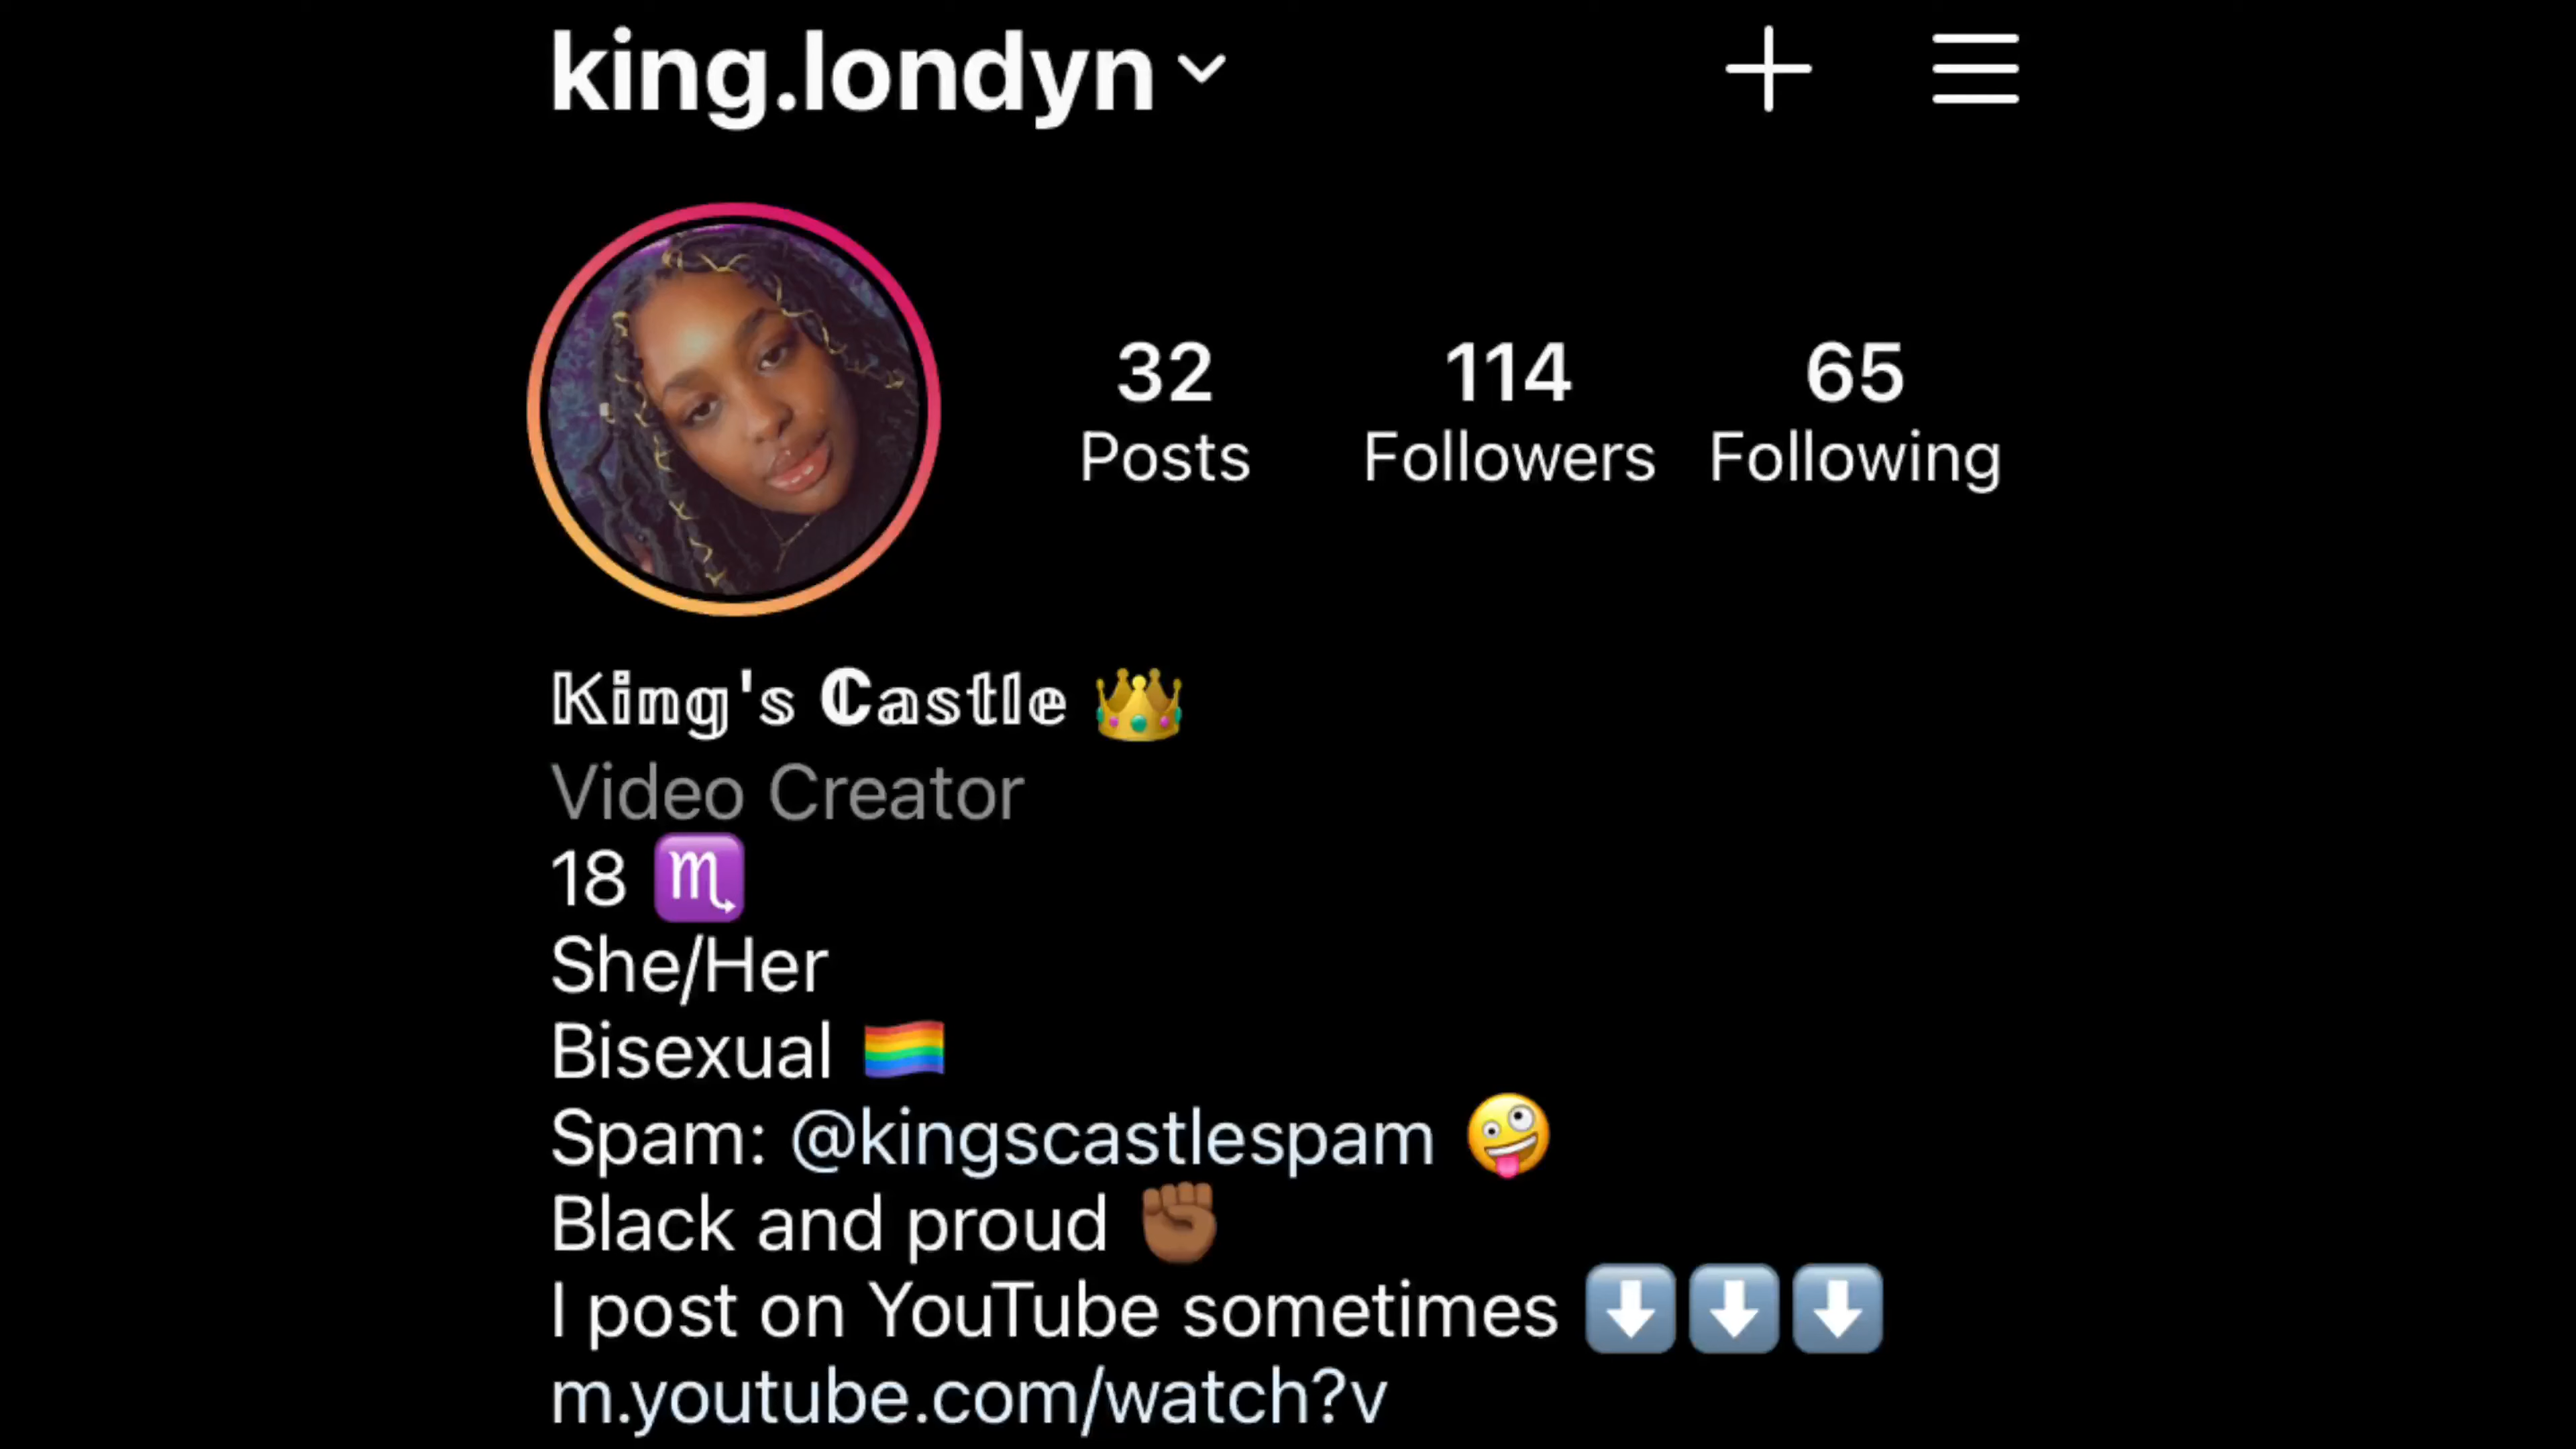 king.londyn
32 114 65
Posts Followers Following
𝕂𝕚𝕟𝕘'𝕤 ℂ𝕒𝕤𝕥𝕝𝕖 👑
Video Creator
18 ♏
She/Her
Bisexual 🏳️‍🌈
Spam: @kingscastlespam 🤪
Black and proud ✊🏾
I post on YouTube sometimes ⬇️⬇️⬇️
m.youtube.com/watch?v